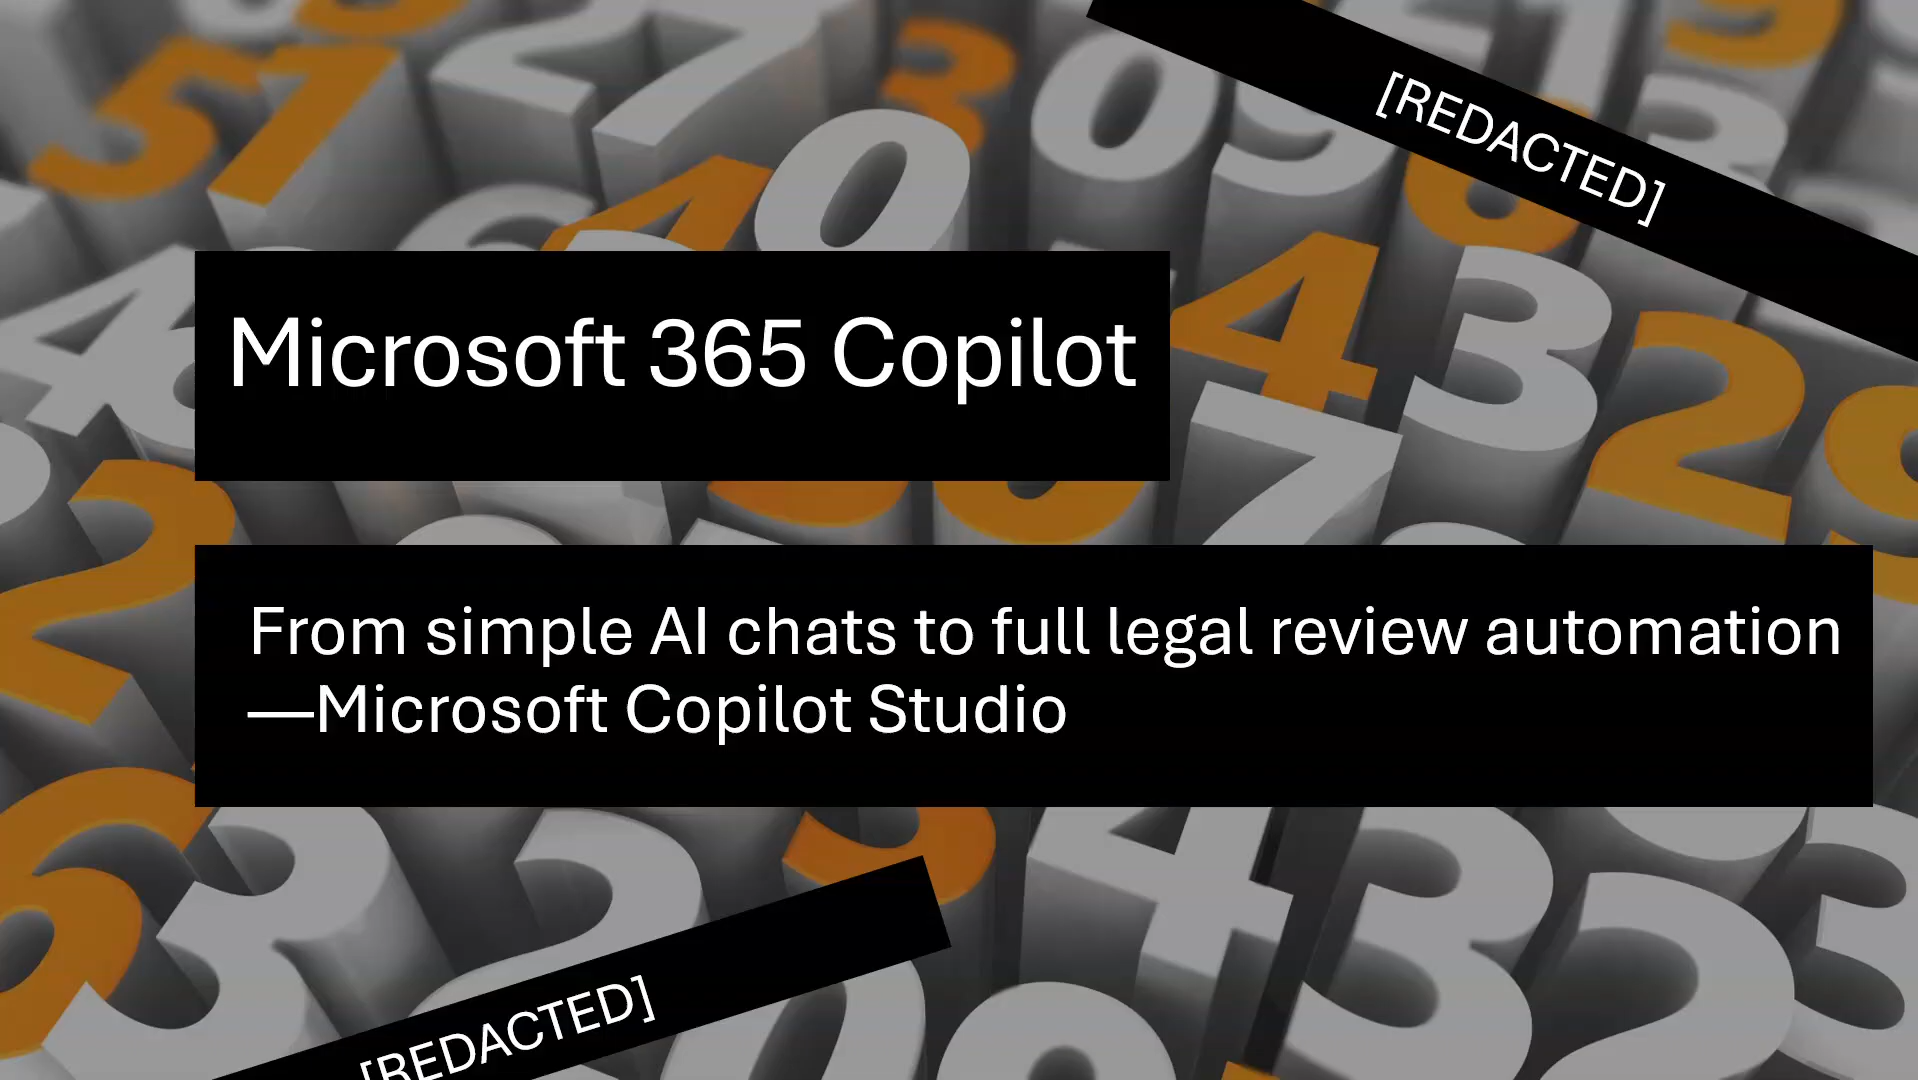 [REDACTED]
Microsoft 365 Copilot
From simple AI chats to full legal review automation
—Microsoft Copilot Studio
[REDACTED]